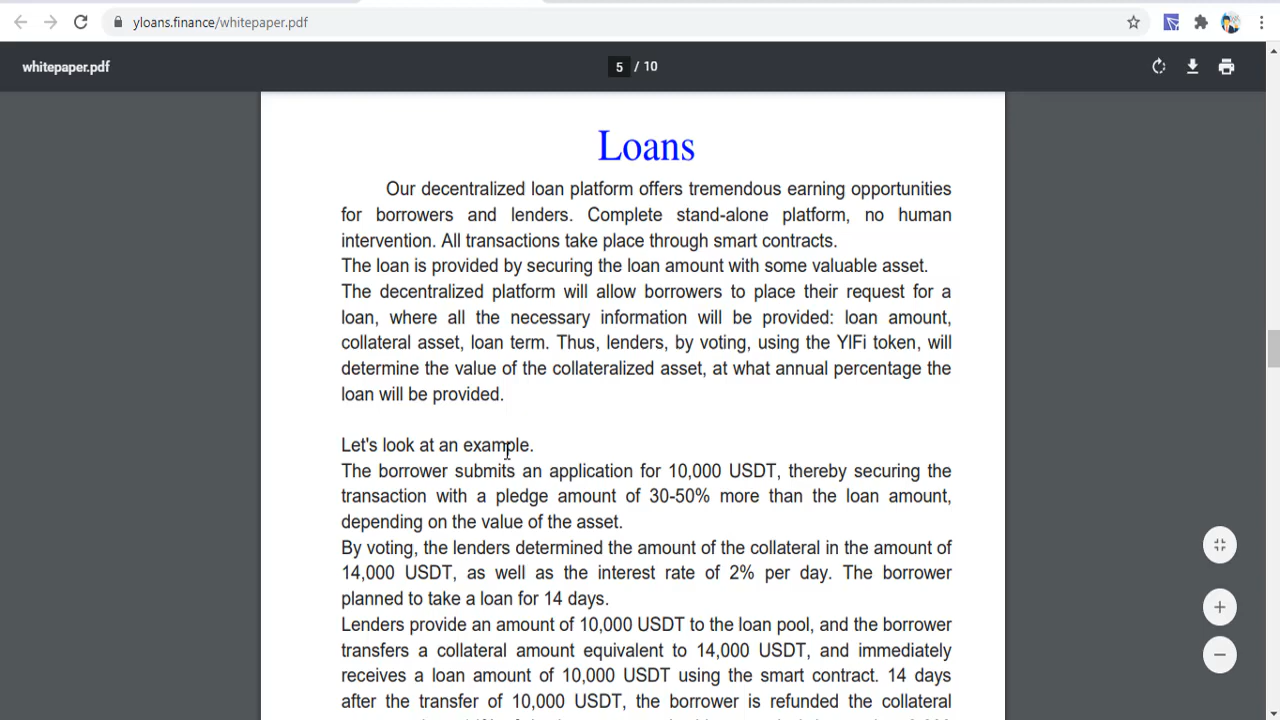 yloans.finance/whitepaper.pdf
whitepaper.pdf
5 / 10
Loans
Our decentralized loan platform offers tremendous earning opportunities
for borrowers and lenders. Complete stand-alone platform, no human
intervention. All transactions take place through smart contracts.
The loan is provided by securing the loan amount with some valuable asset.
The decentralized platform will allow borrowers to place their request for a
loan, where all the necessary information will be provided: loan amount,
collateral asset, loan term. Thus, lenders, by voting, using the YlFi token, will
determine the value of the collateralized asset, at what annual percentage the
loan will be provided.
Let's look at an example.
The borrower submits an application for 10,000 USDT, thereby securing the
transaction with a pledge amount of 30-50% more than the loan amount,
depending on the value of the asset.
By voting, the lenders determined the amount of the collateral in the amount of
14,000 USDT, as well as the interest rate of 2% per day. The borrower
planned to take a loan for 14 days.
Lenders provide an amount of 10,000 USDT to the loan pool, and the borrower
transfers a collateral amount equivalent to 14,000 USDT, and immediately
receives a loan amount of 10,000 USDT using the smart contract. 14 days
after the transfer of 10,000 USDT, the borrower is refunded the collateral